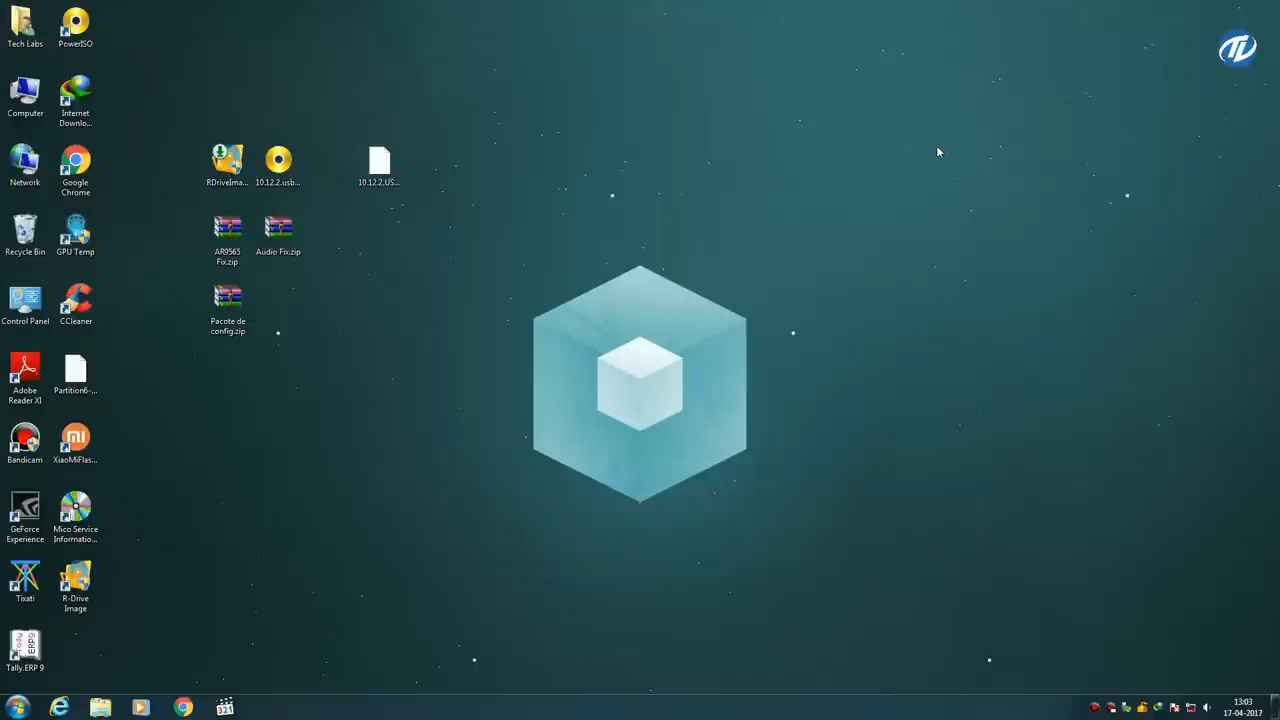 Tech Labs
PowerISO
Computer
Internet
Downlo...
Network
Google
Chrome
Recycle Bin
GPU Temp
Control Panel
CCleaner
Adobe
Reader XI
Partition6-...
Bandicam
XiaoMiFlas...
GeForce
Experience
Mico Service
Informatio...
Tixati
R-Drive
Image
Tally.ERP 9
RDriveIma...
10.12.2.usb...
10.12.2.US...
AR9565
Fix.zip
Audio Fix.zip
Pacote de
config.zip
TL
321
13:03
17-04-2017